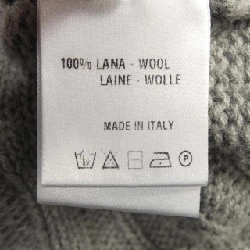 100% LANA - WOOL
LAINE - WOLLE
MADE IN ITALY
P